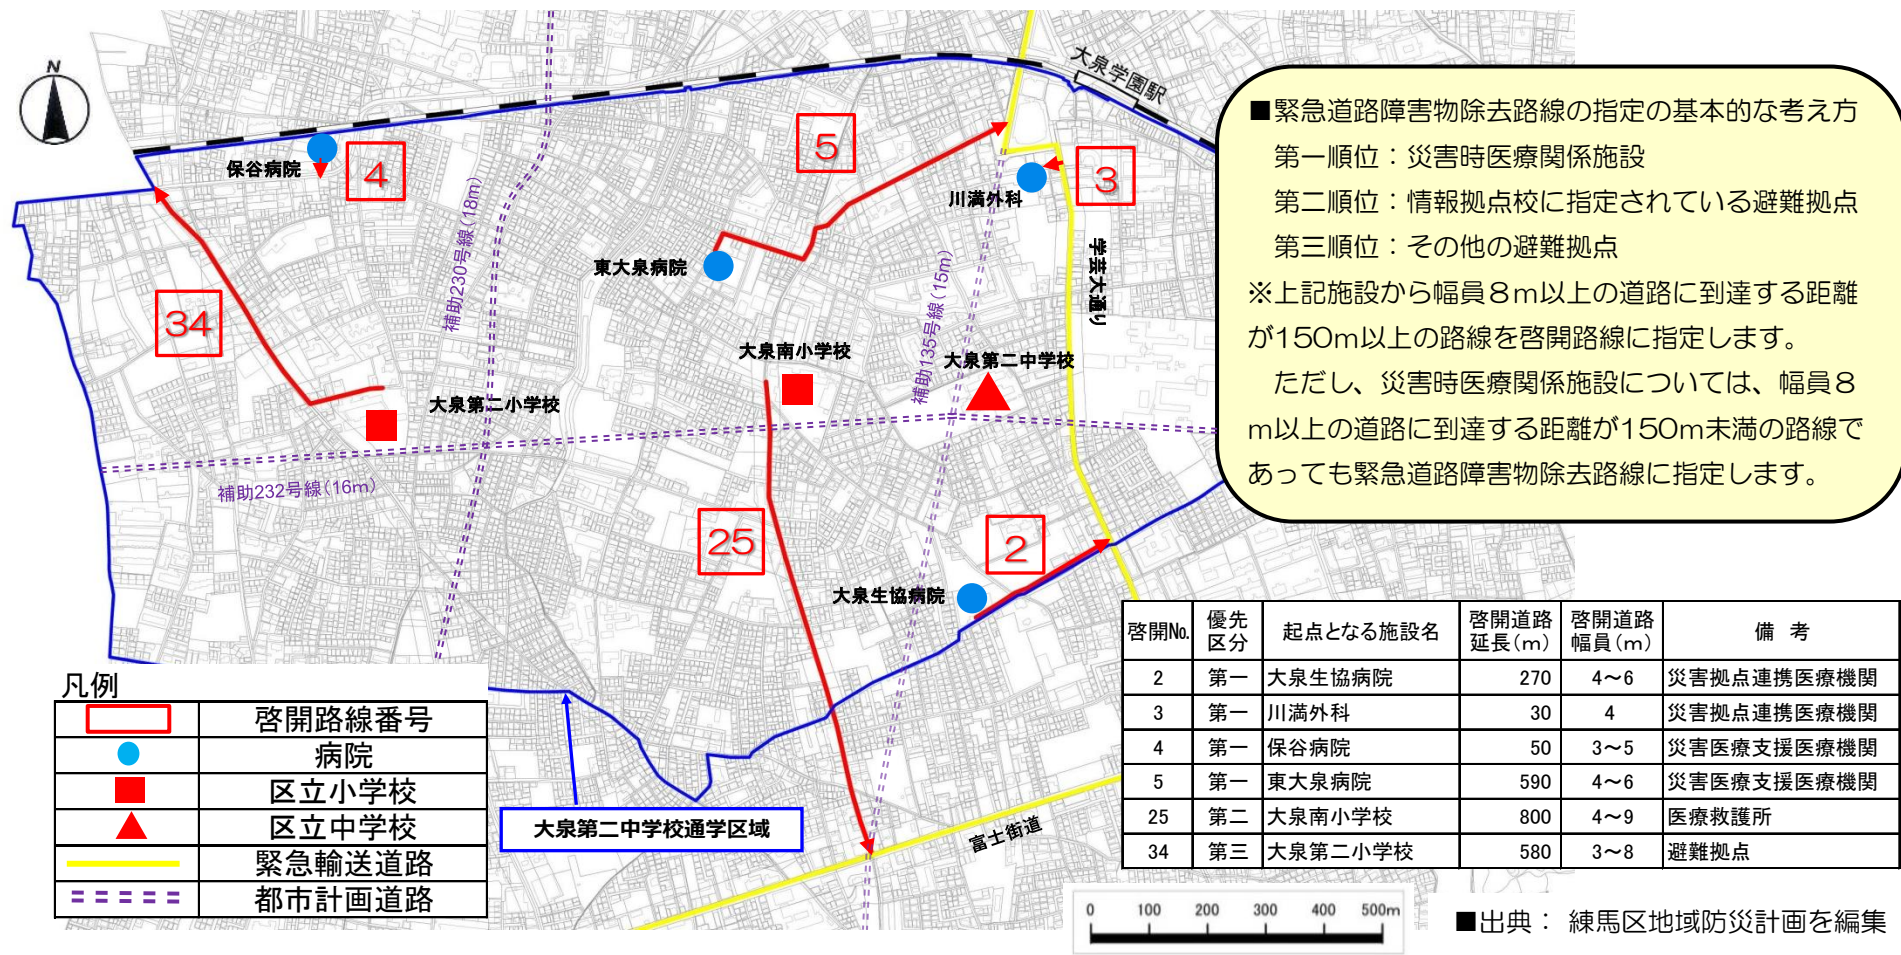 N
大泉学園駅
5
保谷病院
4
川満外科
3
補助230号線(18m)
東大泉病院
学芸大通り
補助135号線(15m)
34
大泉南小学校
大泉第二中学校
大泉第二小学校
補助232号線(16m)
25
2
大泉生協病院
大泉第二中学校通学区域
富士街道
■緊急道路障害物除去路線の指定の基本的な考え方
第一順位：災害時医療関係施設
第二順位：情報拠点校に指定されている避難拠点
第三順位：その他の避難拠点
※上記施設から幅員８ｍ以上の道路に到達する距離
が150ｍ以上の路線を啓開路線に指定します。
ただし、災害時医療関係施設については、幅員８
ｍ以上の道路に到達する距離が150ｍ未満の路線で
あっても緊急道路障害物除去路線に指定します。
凡例
啓開路線番号
病院
区立小学校
区立中学校
緊急輸送道路
都市計画道路
啓開No. 優先区分 起点となる施設名 啓開道路延長(m) 啓開道路幅員(m) 備 考
2 第一 大泉生協病院 270 4～6 災害拠点連携医療機関
3 第一 川満外科 30 4 災害拠点連携医療機関
4 第一 保谷病院 50 3～5 災害医療支援医療機関
5 第一 東大泉病院 590 4～6 災害医療支援医療機関
25 第二 大泉南小学校 800 4～9 医療救護所
34 第三 大泉第二小学校 580 3～8 避難拠点
0 100 200 300 400 500m
■出典： 練馬区地域防災計画を編集